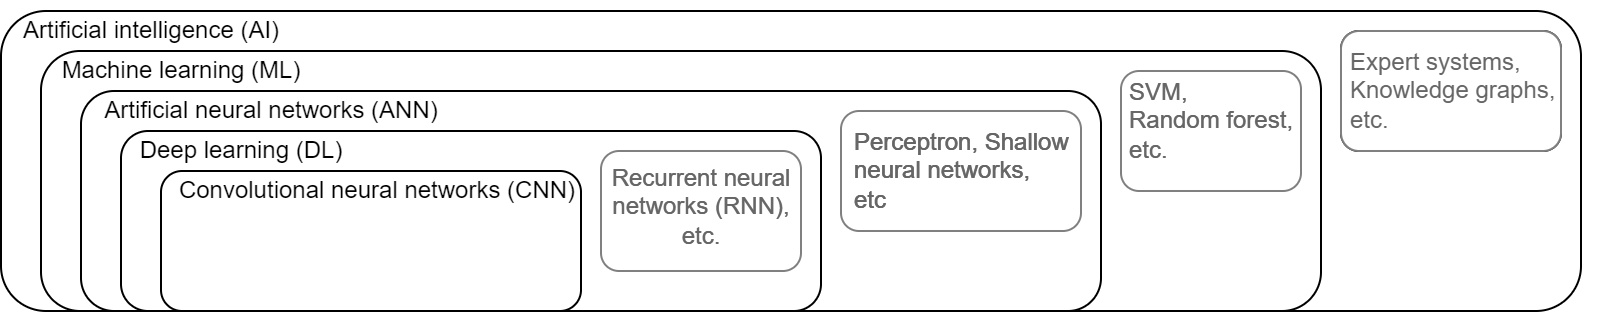 Artificial intelligence (AI)
Machine learning (ML)
Artificial neural networks (ANN)
Deep learning (DL)
Convolutional neural networks (CNN)
Recurrent neural
networks (RNN),
etc.
Perceptron, Shallow
neural networks,
etc
SVM,
Random forest,
etc.
Expert systems,
Knowledge graphs,
etc.